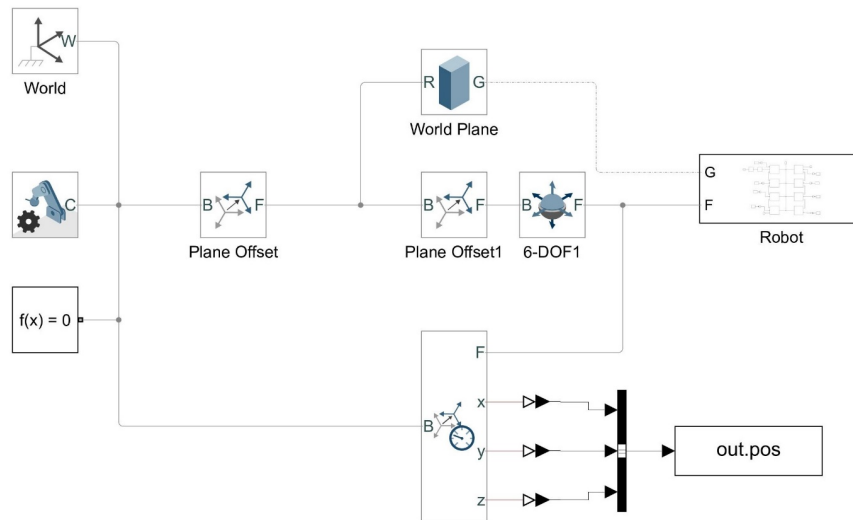 W
World
R
G
World Plane
C
B
F
Plane Offset
B
F
Plane Offset1
B
F
6-DOF1
G
F
Robot
f(x) = 0
F
x
B
y
z
out.pos